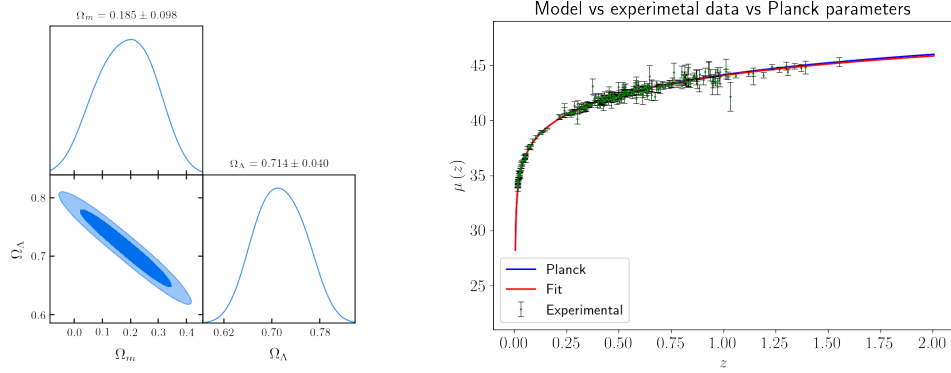 Ω_m = 0.185 ± 0.098
Ω_Λ = 0.714 ± 0.040
0.8
0.7
0.6
Ω_Λ
0.0 0.1 0.2 0.3 0.4
Ω_m
0.62 0.70 0.78
Ω_Λ
Model vs experimetal data vs Planck parameters
45
40
35
30
25
μ(z)
Planck
Fit
Experimental
0.00 0.25 0.50 0.75 1.00 1.25 1.50 1.75 2.00
z